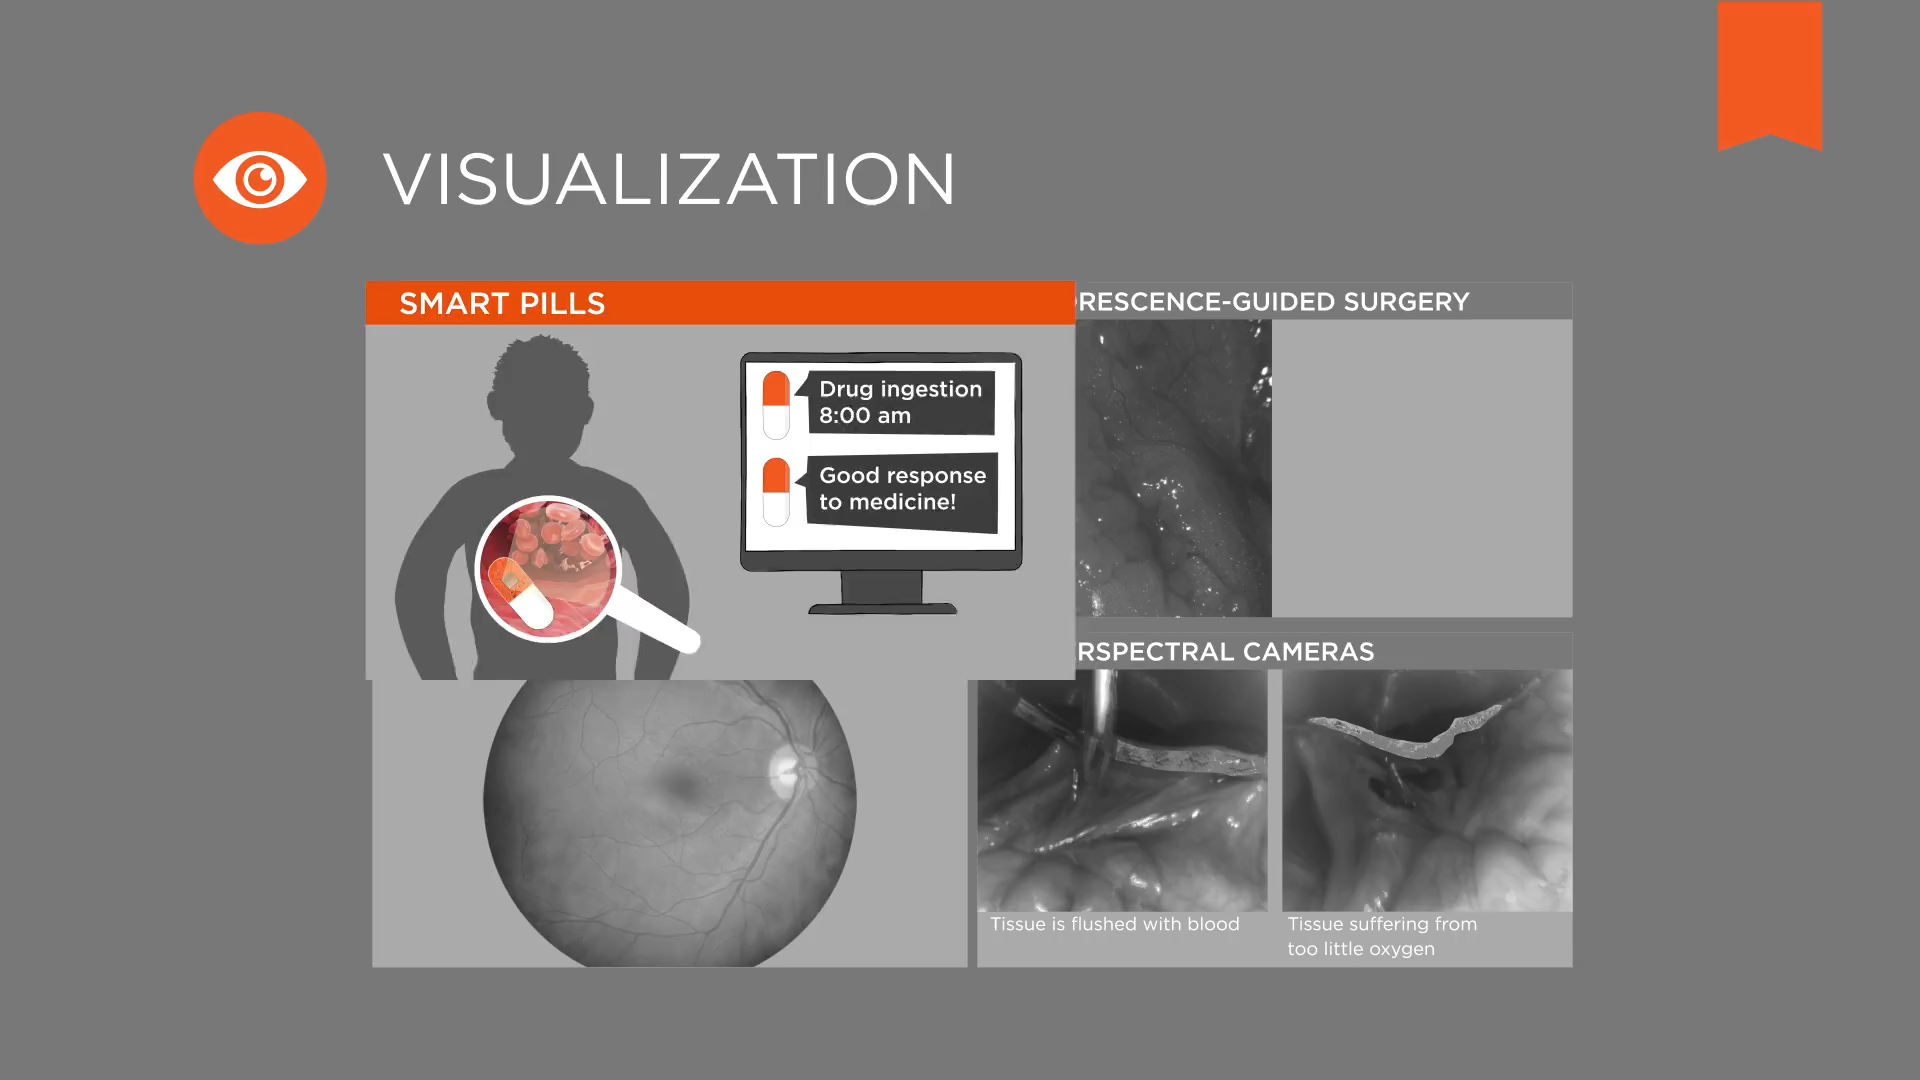 VISUALIZATION
SMART PILLS
Drug ingestion
8:00 am
Good response
to medicine!
RESCENCE-GUIDED SURGERY
RSPECTRAL CAMERAS
Tissue is flushed with blood
Tissue suffering from
too little oxygen